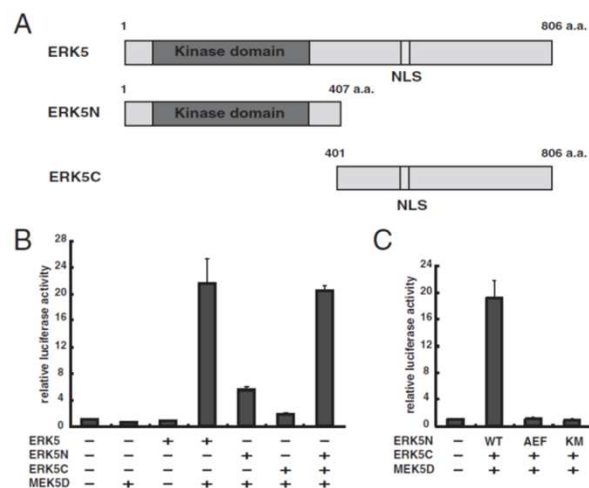 A
1 806 a.a.
ERK5 Kinase domain
NLS
1 407 a.a.
ERK5N Kinase domain
401 806 a.a.
ERK5C
NLS
B
relative luciferase activity
28
24
20
16
12
8
4
0
ERK5 – – + + – – –
ERK5N – – – – + – +
ERK5C – – – – – + +
MEK5D – + – + + + +
C
relative luciferase activity
24
20
16
12
8
4
0
ERK5N – WT AEF KM
ERK5C – + + +
MEK5D – + + +